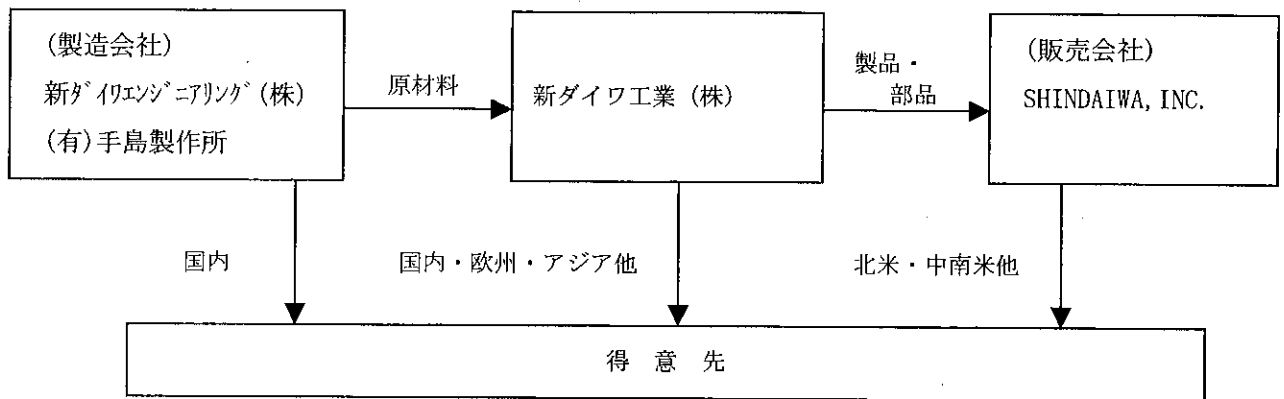 (製造会社)
新ダイワエンジニアリング(株)
(有)手島製作所
原材料
新ダイワ工業(株)
製品・
部品
(販売会社)
SHINDAIWA, INC.
国内
国内・欧州・アジア他
北米・中南米他
得意先